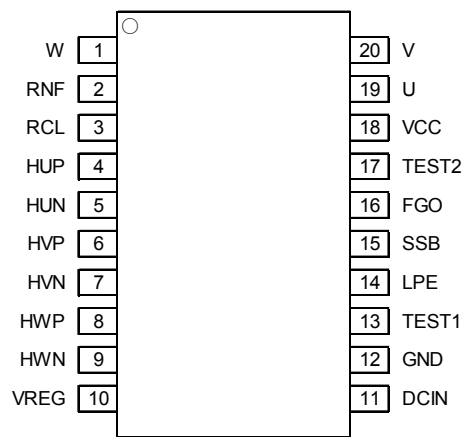 W 1 20 V
RNF 2 19 U
RCL 3 18 VCC
HUP 4 17 TEST2
HUN 5 16 FGO
HVP 6 15 SSB
HVN 7 14 LPE
HWP 8 13 TEST1
HWN 9 12 GND
VREG 10 11 DCIN